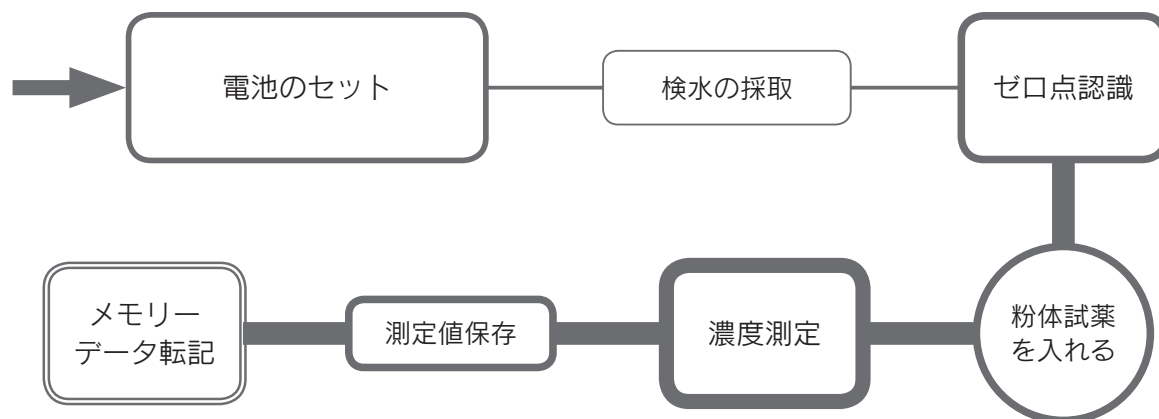 電池のセット
検水の採取
ゼロ点認識
粉体試薬
を入れる
濃度測定
測定値保存
メモリー
データ転記